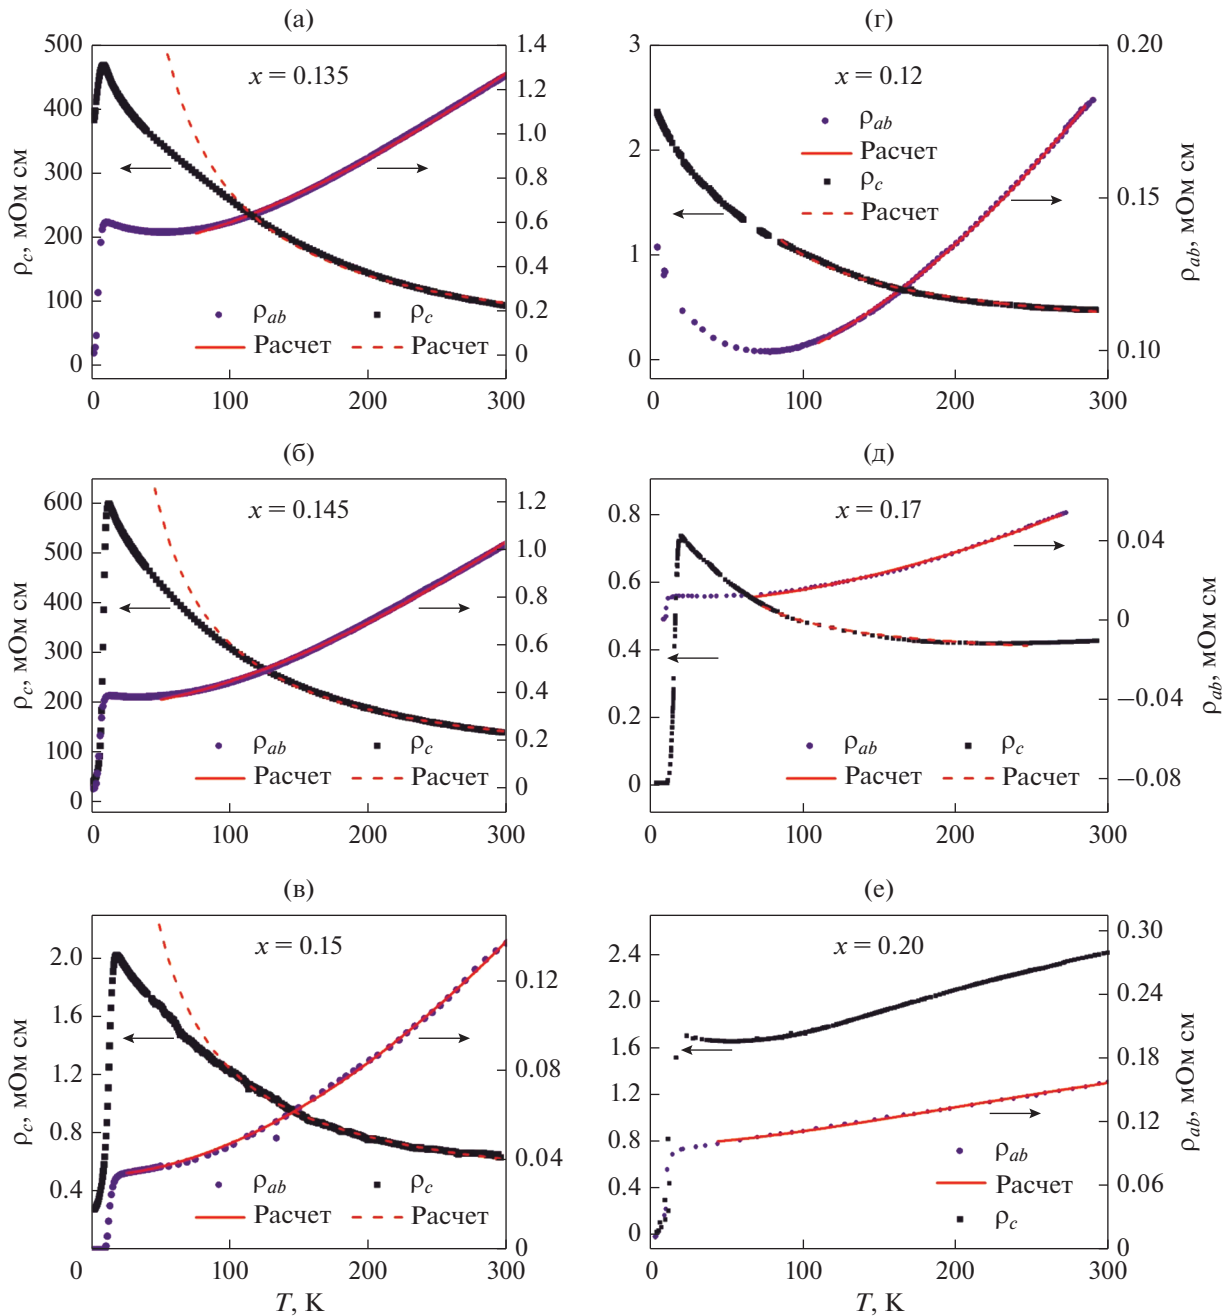 (а)
500
400
300
200
100
0
ρc, мОм см
x = 0.135
1.4
1.2
1.0
0.8
0.6
0.4
0.2
0
ρab
ρc
Расчет
Расчет
0
100
200
300
(г)
3
2
1
0
x = 0.12
ρab
Расчет
ρc
Расчет
0.20
0.15
0.10
ρab, мОм см
0
100
200
300
(б)
600
500
400
300
200
100
0
ρc, мОм см
x = 0.145
1.2
1.0
0.8
0.6
0.4
0.2
0
ρab
ρc
Расчет
Расчет
0
100
200
300
(д)
0.8
0.6
0.4
0.2
0
x = 0.17
0.04
0
−0.04
−0.08
ρab, мОм см
ρab
ρc
Расчет
Расчет
0
100
200
300
(в)
2.0
1.6
1.2
0.8
0.4
ρc, мОм см
x = 0.15
0.12
0.08
0.04
0
ρab
ρc
Расчет
Расчет
0
100
200
300
T, K
(е)
2.4
2.0
1.6
1.2
0.8
0.4
0
x = 0.20
0.30
0.24
0.18
0.12
0.06
0
ρab, мОм см
ρab
Расчет
ρc
0
100
200
300
T, K